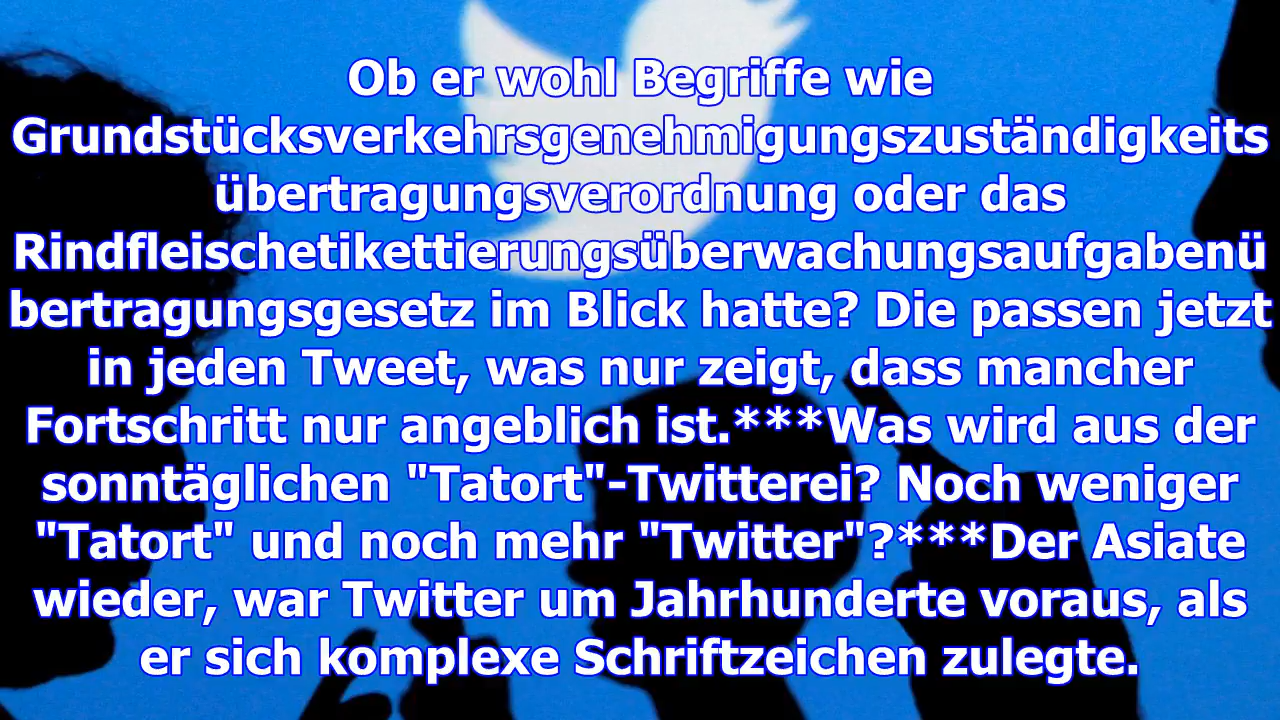 Ob er wohl Begriffe wie
Grundstücksverkehrsgenehmigungszuständigkeits
übertragungsverordnung oder das
Rindfleischetikettierungsüberwachungsaufgabenü
bertragungsgesetz im Blick hatte? Die passen jetzt
in jeden Tweet, was nur zeigt, dass mancher
Fortschritt nur angeblich ist.***Was wird aus der
sonntäglichen "Tatort"-Twitterei? Noch weniger
"Tatort" und noch mehr "Twitter"?***Der Asiate
wieder, war Twitter um Jahrhunderte voraus, als
er sich komplexe Schriftzeichen zulegte.